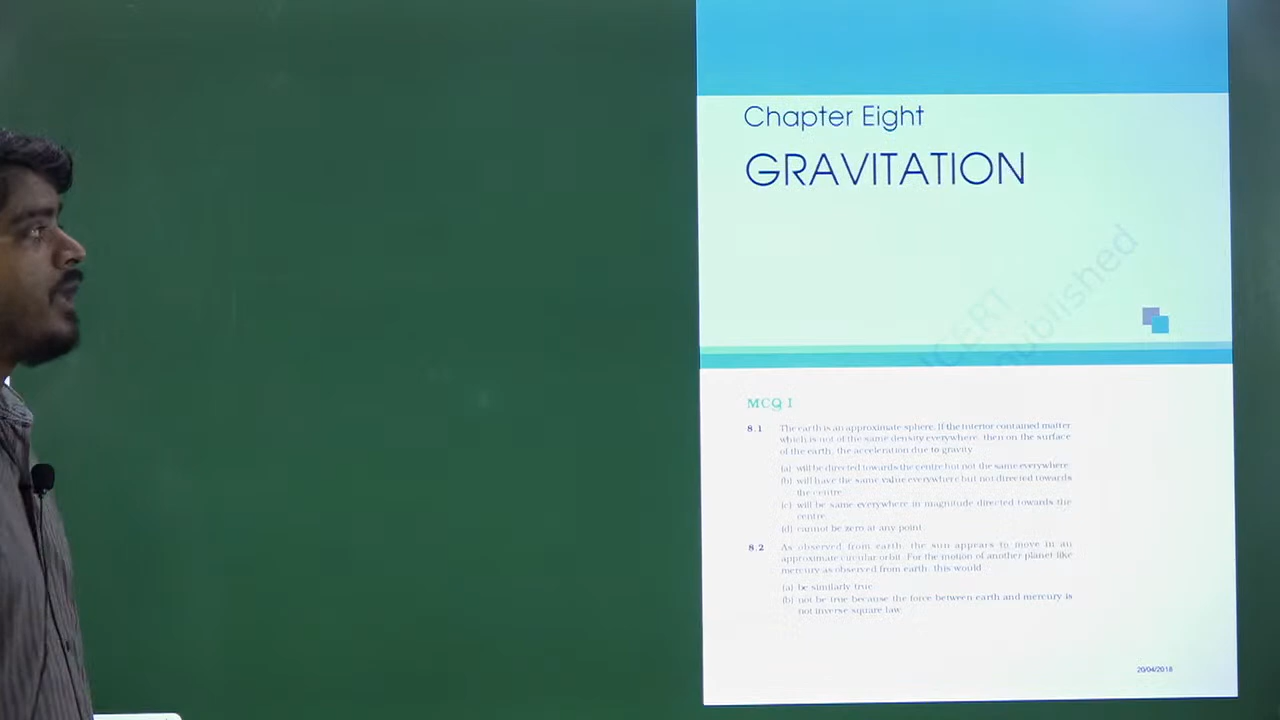 Chapter Eight
GRAVITATION
NCERT
published
MCQ I
8.1 The earth is an approximate sphere. If the interior contained matter
which is not of the same density everywhere, then on the surface
of the earth, the acceleration due to gravity
(a) will be directed towards the centre but not the same everywhere.
(b) will have the same value everywhere but not directed towards
the centre.
(c) will be same everywhere in magnitude directed towards the
centre.
(d) cannot be zero at any point.
8.2 As observed from earth, the sun appears to move in an
approximate circular orbit. For the motion of another planet like
mercury as observed from earth, this would
(a) be similarly true.
(b) not be true because the force between earth and mercury is
not inverse square law.
20/04/2018